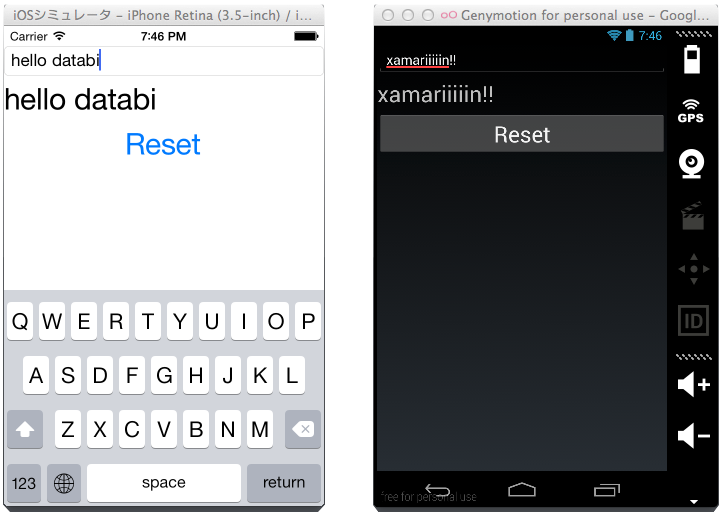 iOSシミュレータ – iPhone Retina (3.5-inch) / i...
Carrier 7:46 PM
hello databi
hello databi
Reset
Q W E R T Y U I O P
A S D F G H J K L
Z X C V B N M
123 space return
Genymotion for personal use – Googl...
7:46
xamariiiiin!!
xamariiiiin!!
Reset
GPS
ID
free for personal use